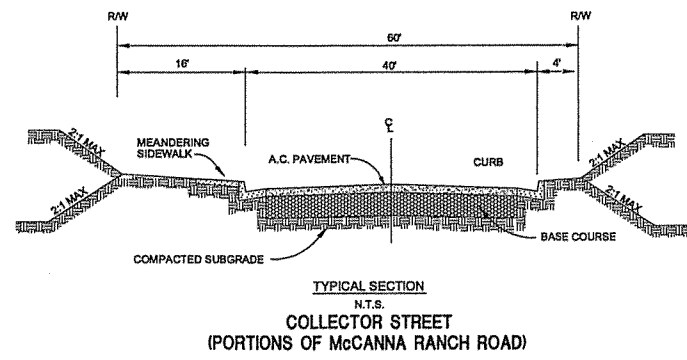 R/W
R/W
60'
16'
40'
4'
℄
2:1 MAX
MEANDERING
SIDEWALK
A.C. PAVEMENT
CURB
2:1 MAX
2:1 MAX
2:1 MAX
COMPACTED SUBGRADE
BASE COURSE
TYPICAL SECTION
N.T.S.
COLLECTOR STREET
(PORTIONS OF McCANNA RANCH ROAD)